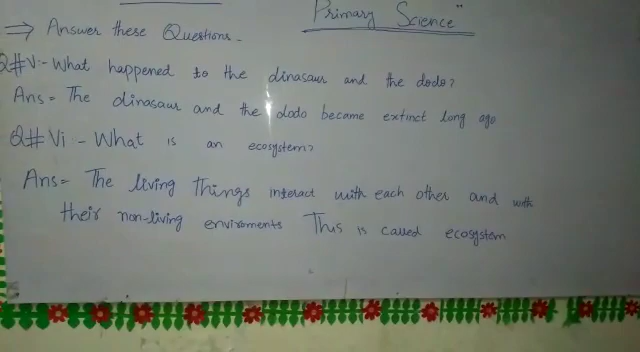 Primary Science"
⇒ Answer these Questions.
Q#V:- What happened to the dinasaur and the dodo?
Ans= The dinasaur and the dodo became extinct long ago
Q#Vi - What is an ecosystem?
Ans= The living things interact with each other and with
their non-living enviroments This is called ecosystem